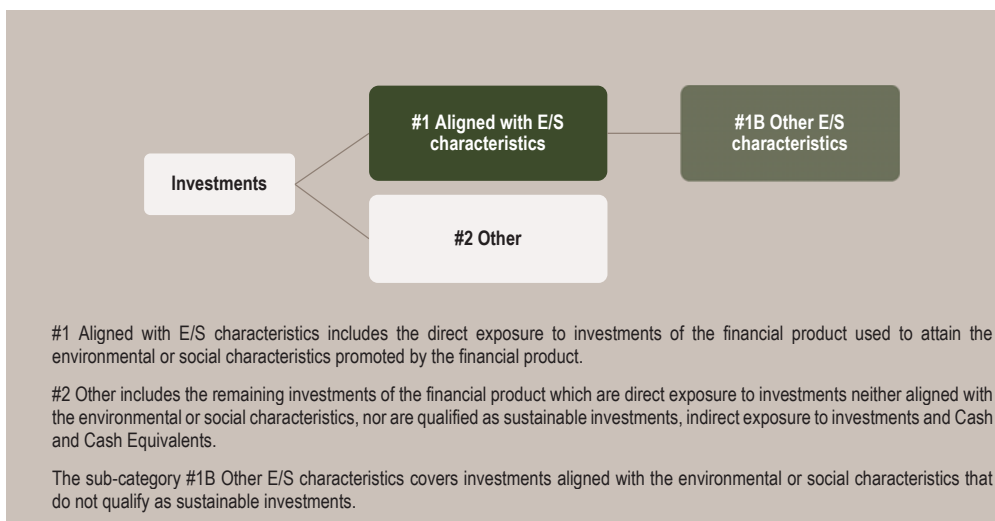 #1 Aligned with E/S
characteristics
#1B Other E/S
characteristics
Investments
#2 Other
#1 Aligned with E/S characteristics includes the direct exposure to investments of the financial product used to attain the
environmental or social characteristics promoted by the financial product.
#2 Other includes the remaining investments of the financial product which are direct exposure to investments neither aligned with
the environmental or social characteristics, nor are qualified as sustainable investments, indirect exposure to investments and Cash
and Cash Equivalents.
The sub-category #1B Other E/S characteristics covers investments aligned with the environmental or social characteristics that
do not qualify as sustainable investments.